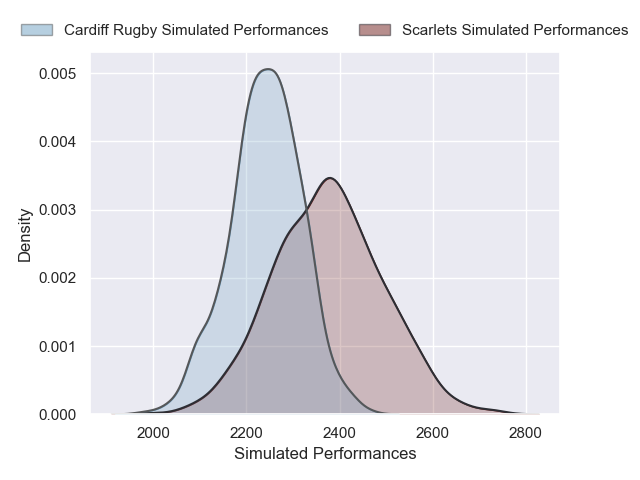 Cardiff Rugby Simulated Performances Scarlets Simulated Performances
0.005
0.004
0.003
0.002
0.001
0.000
Density
2000 2200 2400 2600 2800
Simulated Performances